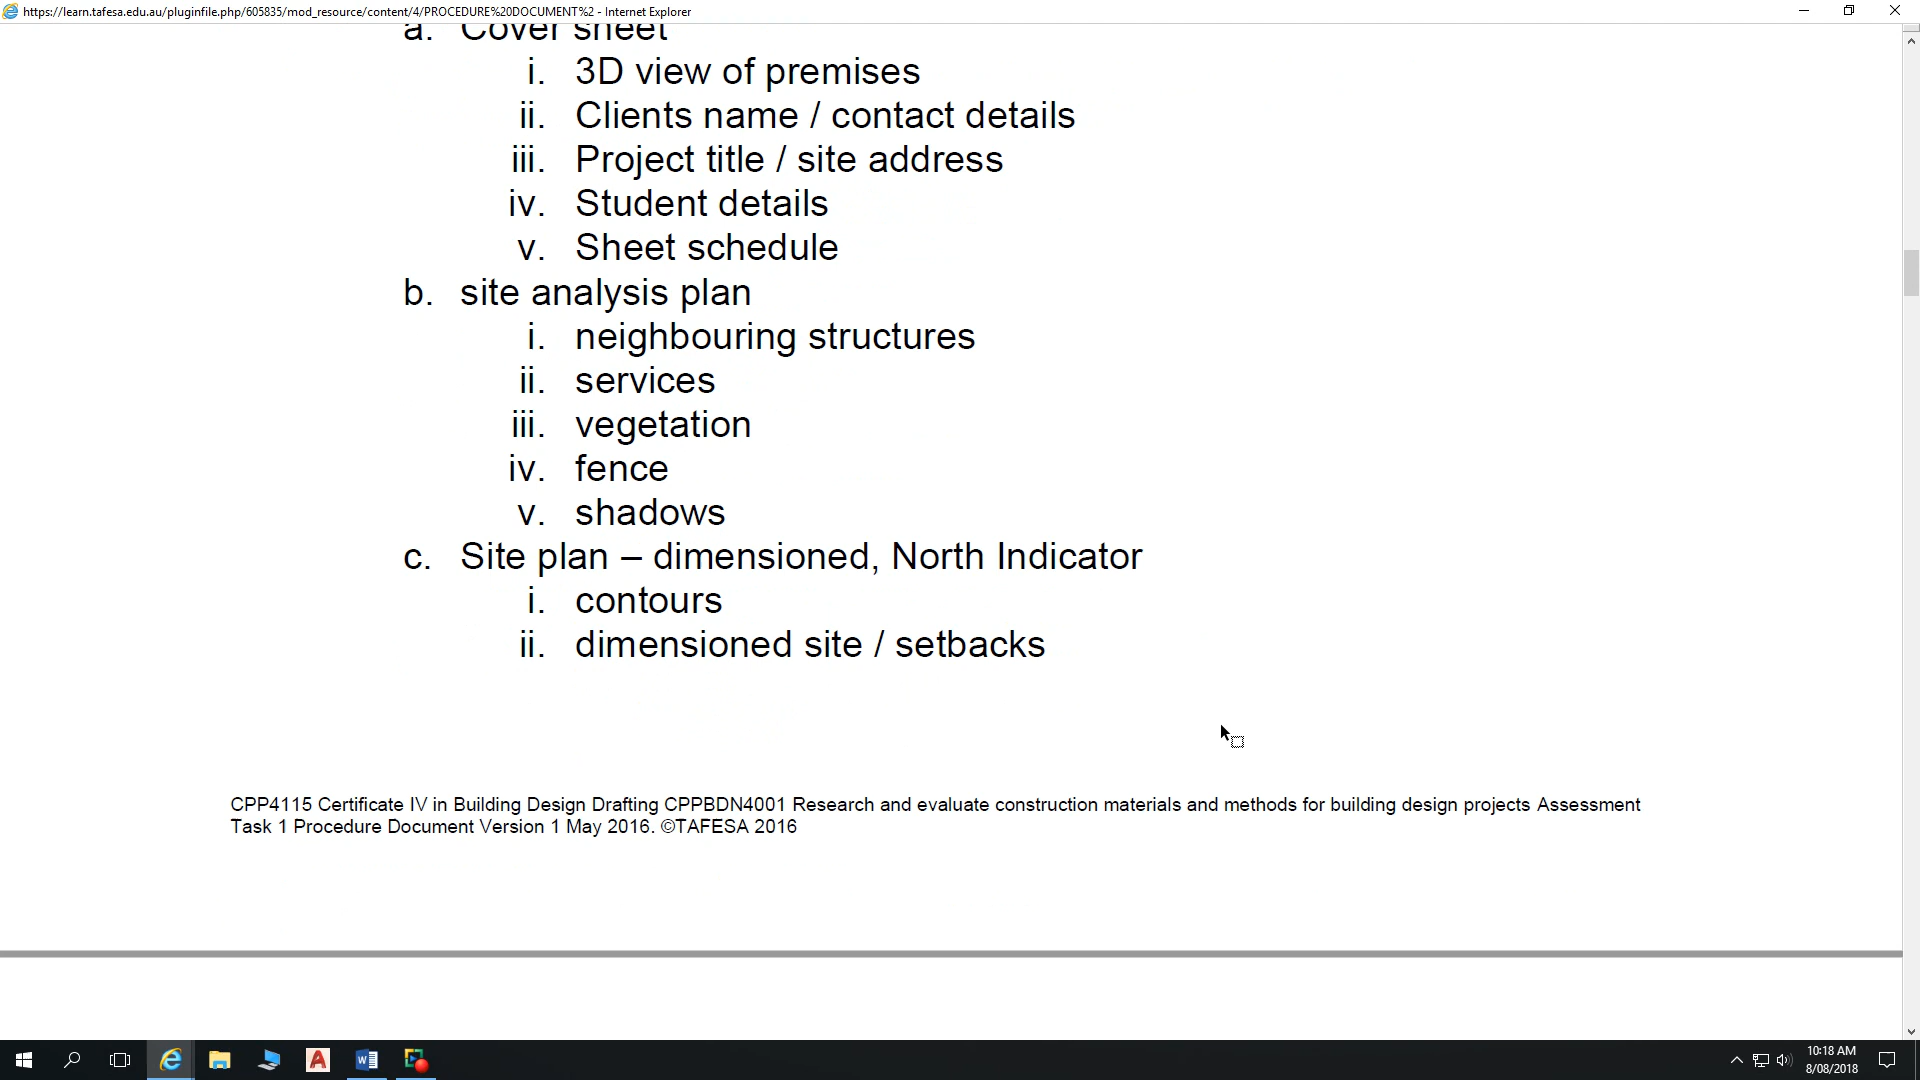 https://learn.tafesa.edu.au/pluginfile.php/605835/mod_resource/content/4/PROCEDURE%20DOCUMENT%2 - Internet Explorer
a. Cover sheet
i. 3D view of premises
ii. Clients name / contact details
iii. Project title / site address
iv. Student details
v. Sheet schedule
b. site analysis plan
i. neighbouring structures
ii. services
iii. vegetation
iv. fence
v. shadows
c. Site plan – dimensioned, North Indicator
i. contours
ii. dimensioned site / setbacks
CPP4115 Certificate IV in Building Design Drafting CPPBDN4001 Research and evaluate construction materials and methods for building design projects Assessment
Task 1 Procedure Document Version 1 May 2016. ©TAFESA 2016
10:18 AM
8/08/2018